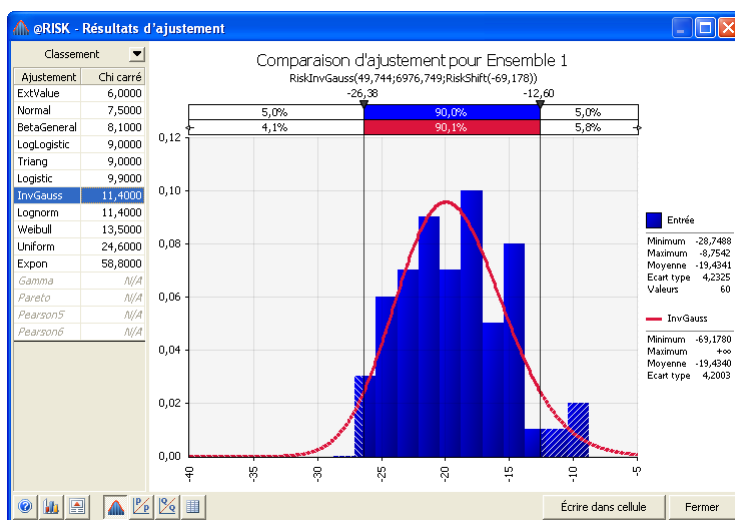 @RISK - Résultats d'ajustement
Classement
Ajustement Chi carré
ExtValue 6,0000
Normal 7,5000
BetaGeneral 8,1000
LogLogistic 9,0000
Triang 9,0000
Logistic 9,9000
InvGauss 11,4000
Lognorm 11,4000
Weibull 13,5000
Uniform 24,6000
Expon 58,8000
Gamma N/A
Pareto N/A
Pearson5 N/A
Pearson6 N/A
Comparaison d'ajustement pour Ensemble 1
RiskInvGauss(49,744;6976,749;RiskShift(-69,178))
-26,38 -12,60
5,0% 90,0% 5,0%
4,1% 90,1% 5,8%
0,12
0,10
0,08
0,06
0,04
0,02
0,00
-40 -35 -30 -25 -20 -15 -10 -5
Entrée
Minimum -28,7488
Maximum -8,7542
Moyenne -19,4341
Ecart type 4,2325
Valeurs 60
InvGauss
Minimum -69,1780
Maximum +∞
Moyenne -19,4340
Ecart type 4,2003
P/P Q/Q
Écrire dans cellule Fermer